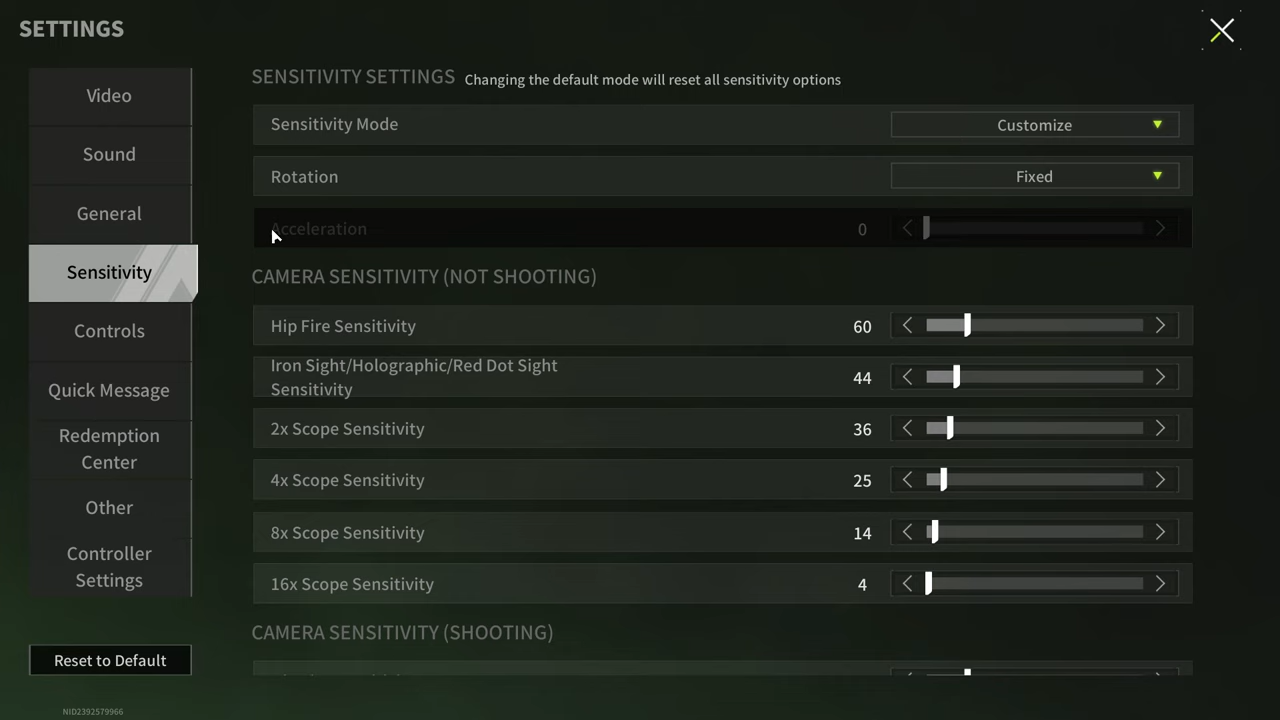 SETTINGS
Video
Sound
General
Sensitivity
Controls
Quick Message
Redemption
Center
Other
Controller
Settings
Reset to Default
NID2392579966
SENSITIVITY SETTINGS Changing the default mode will reset all sensitivity options
Sensitivity Mode Customize
Rotation Fixed
Acceleration 0
CAMERA SENSITIVITY (NOT SHOOTING)
Hip Fire Sensitivity 60
Iron Sight/Holographic/Red Dot Sight
Sensitivity 44
2x Scope Sensitivity 36
4x Scope Sensitivity 25
8x Scope Sensitivity 14
16x Scope Sensitivity 4
CAMERA SENSITIVITY (SHOOTING)